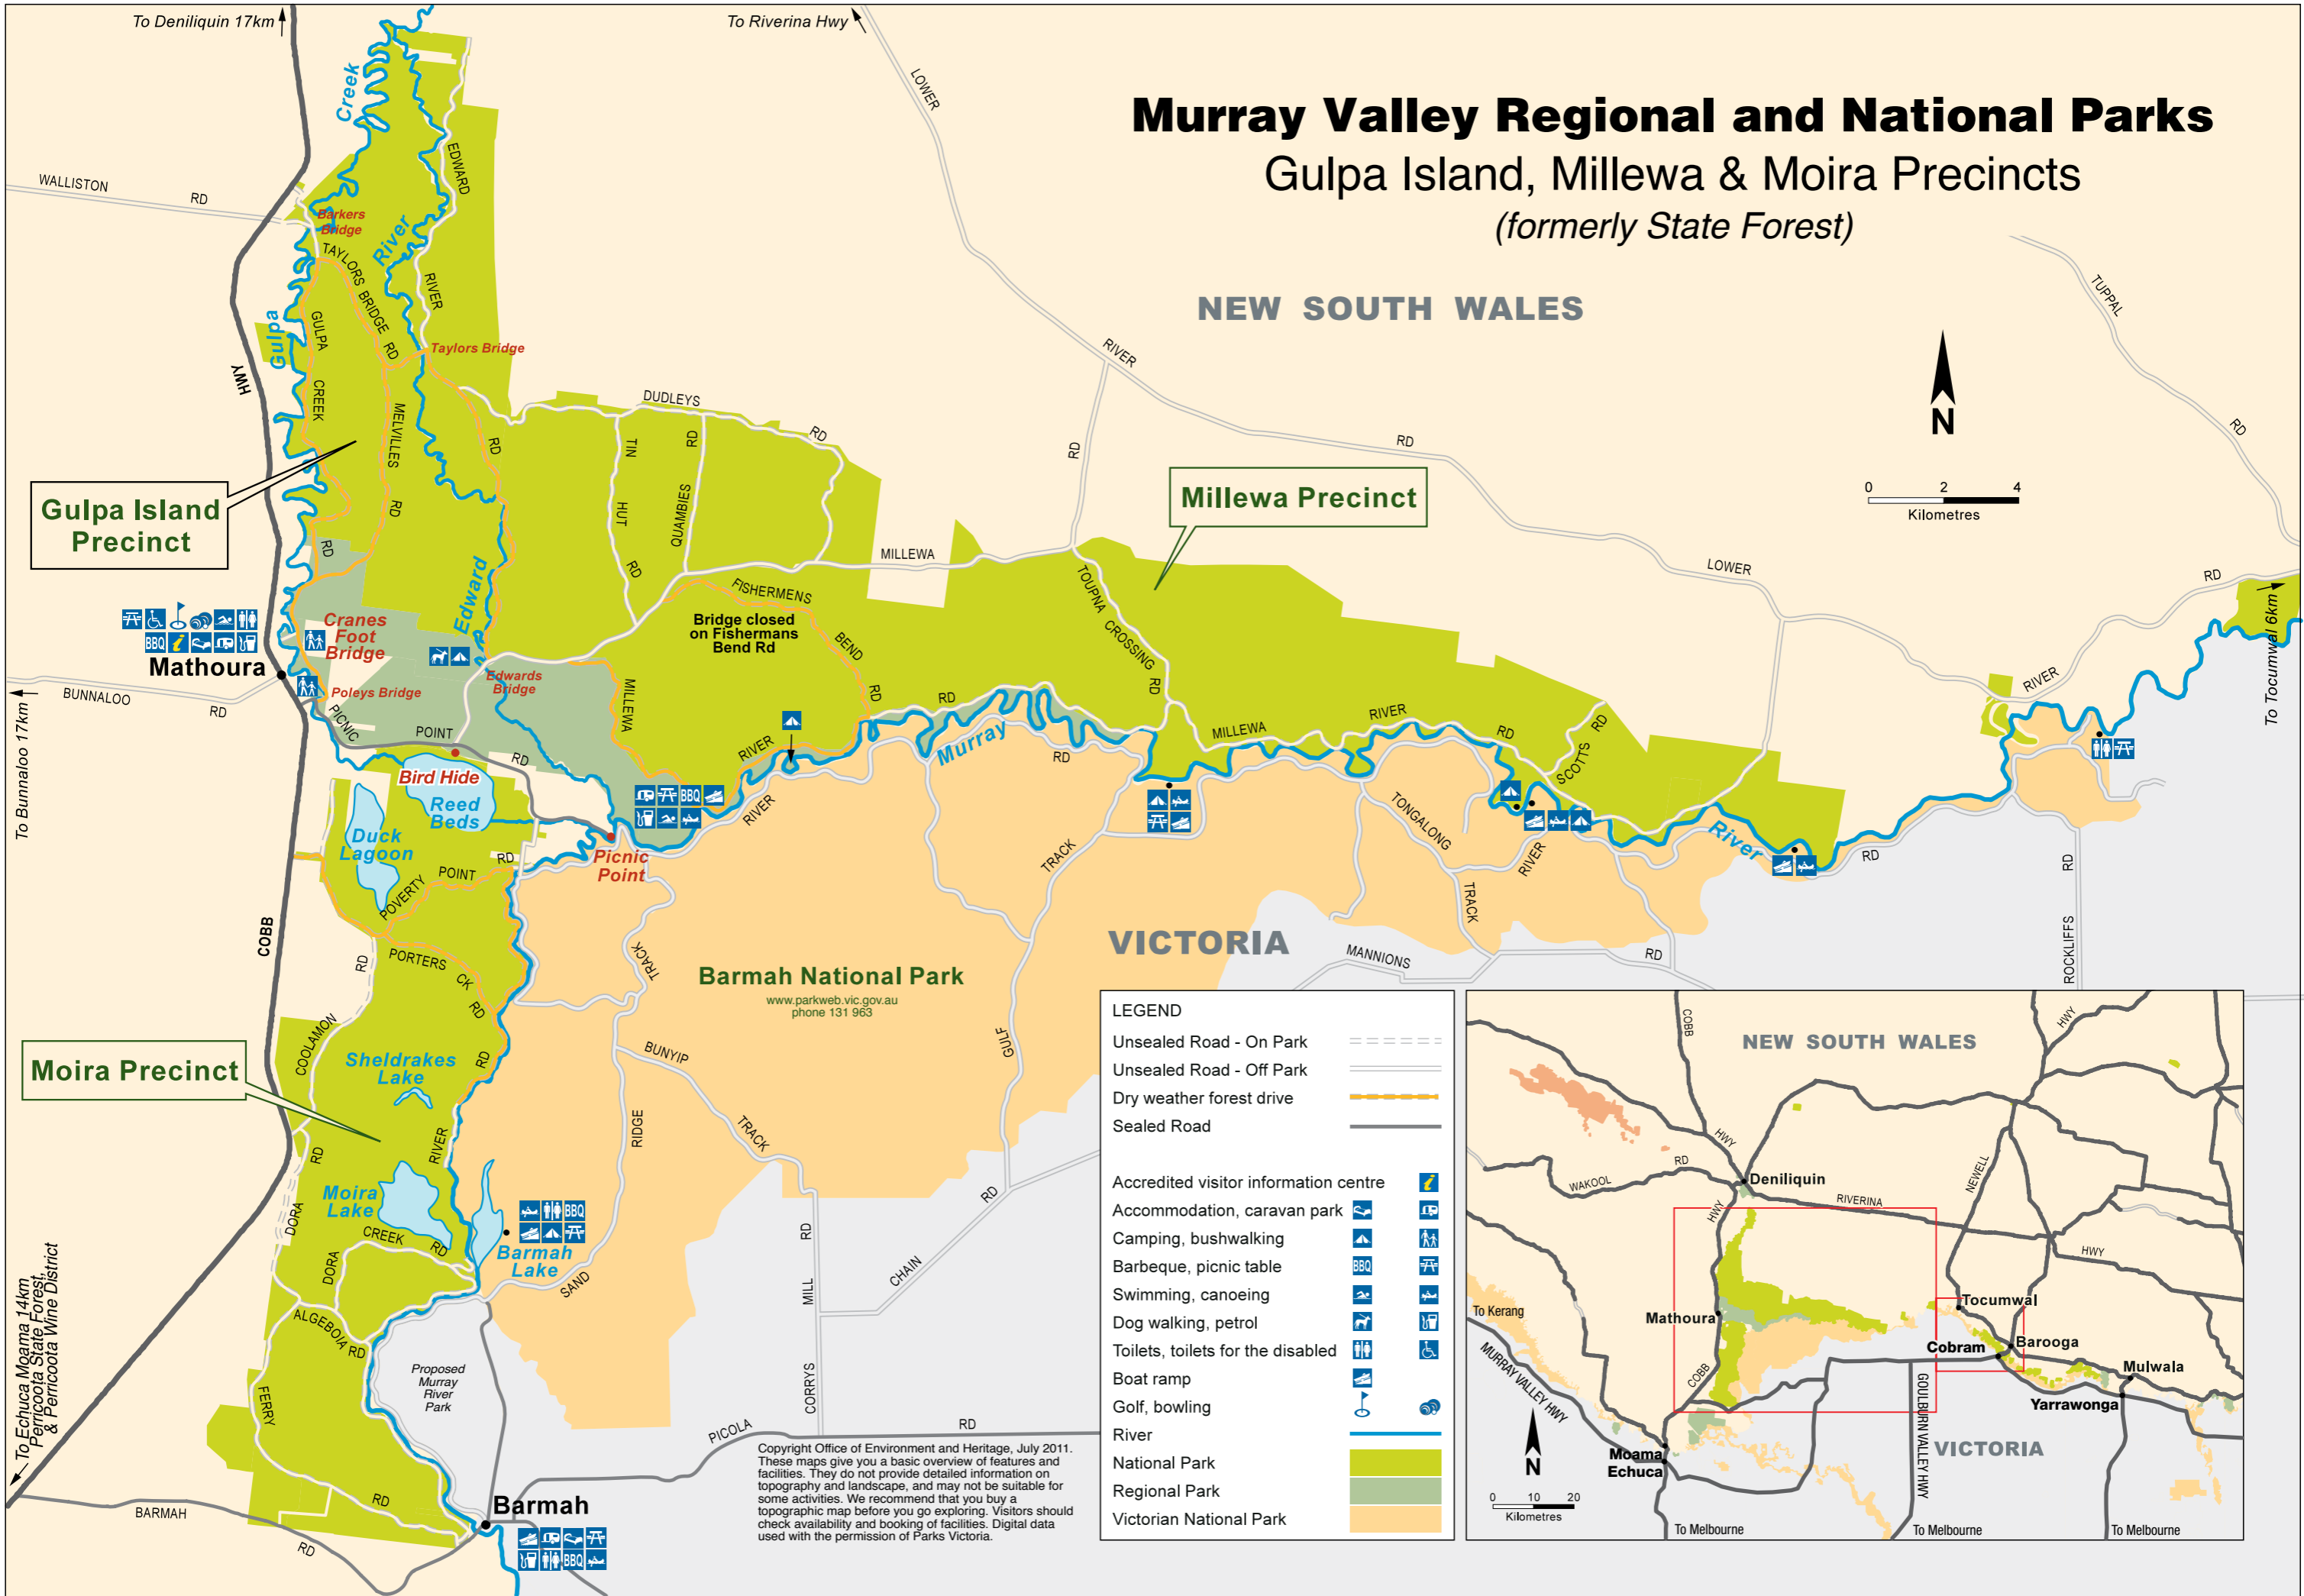 To Deniliquin 17km
To Riverina Hwy
Murray Valley Regional and National Parks
Gulpa Island, Millewa & Moira Precincts
(formerly State Forest)
NEW SOUTH WALES
LOWER
RIVER
RD
RD
LOWER
RD
RIVER
TUPPAL
RD
N
0 2 4
Kilometres
To Tocumwal 6km
Creek
EDWARD
WALLISTON
RD
Barkers
Bridge
River
TAYLORS
BRIDGE
RD
RIVER
Gulpa
GULPA
CREEK
RD
HWY
Taylors Bridge
MELVILLES
RD
RD
DUDLEYS
RD
TIN
HUT
RD
QUAMBIES
RD
Gulpa Island
Precinct
Millewa Precinct
MILLEWA
RD
TOUPNA
CROSSING
RD
FISHERMENS
BEND
RD
Bridge closed
on Fishermans
Bend Rd
Edward
Cranes
Foot
Bridge
BBQ
Mathoura
Poleys Bridge
Edwards
Bridge
BUNNALOO
RD
To Bunnaloo 17km
PICNIC
POINT
RD
MILLEWA
RIVER
RD
Murray
RD
MILLEWA
RIVER
RD
SCOTTS
RD
Bird Hide
Reed
Beds
Duck
Lagoon
BBQ
Picnic
Point
RIVER
POVERTY
POINT
RD
TRACK
TONGALONG
TRACK
RIVER
River
RD
ROCKLIFFS
RD
COBB
PORTERS
CK
RD
RD
COOLAMON
RD
TRACK
VICTORIA
MANNIONS
RD
Barmah National Park
www.parkweb.vic.gov.au
phone 131 963
GULF
Moira Precinct
Sheldrakes
Lake
RIVER
RD
BUNYIP
TRACK
RIDGE
Moira
Lake
DORA
CREEK
RD
DORA
BBQ
Barmah
Lake
SAND
RD
MILL
CORRYS
CHAIN
RD
ALGEBOIA
RD
FERRY
RD
Proposed
Murray
River
Park
To Echuca Moama 14km
Perricoota State Forest,
& Perricoota Wine District
BARMAH
RD
Barmah
BBQ
PICOLA
RD
Copyright Office of Environment and Heritage, July 2011.
These maps give you a basic overview of features and
facilities. They do not provide detailed information on
topography and landscape, and may not be suitable for
some activities. We recommend that you buy a
topographic map before you go exploring. Visitors should
check availability and booking of facilities. Digital data
used with the permission of Parks Victoria.
LEGEND
Unsealed Road - On Park
Unsealed Road - Off Park
Dry weather forest drive
Sealed Road
Accredited visitor information centre
Accommodation, caravan park
Camping, bushwalking
Barbeque, picnic table BBQ
Swimming, canoeing
Dog walking, petrol
Toilets, toilets for the disabled
Boat ramp
Golf, bowling
River
National Park
Regional Park
Victorian National Park
COBB
HWY
NEW SOUTH WALES
HWY
WAKOOL
RD
Deniliquin
RIVERINA
NEWELL
HWY
HWY
Mathoura
COBB
Tocumwal
Barooga
Cobram
Mulwala
Yarrawonga
To Kerang
MURRAY VALLEY HWY
Moama
Echuca
GOULBURN VALLEY HWY
VICTORIA
N
0 10 20
Kilometres
To Melbourne
To Melbourne
To Melbourne